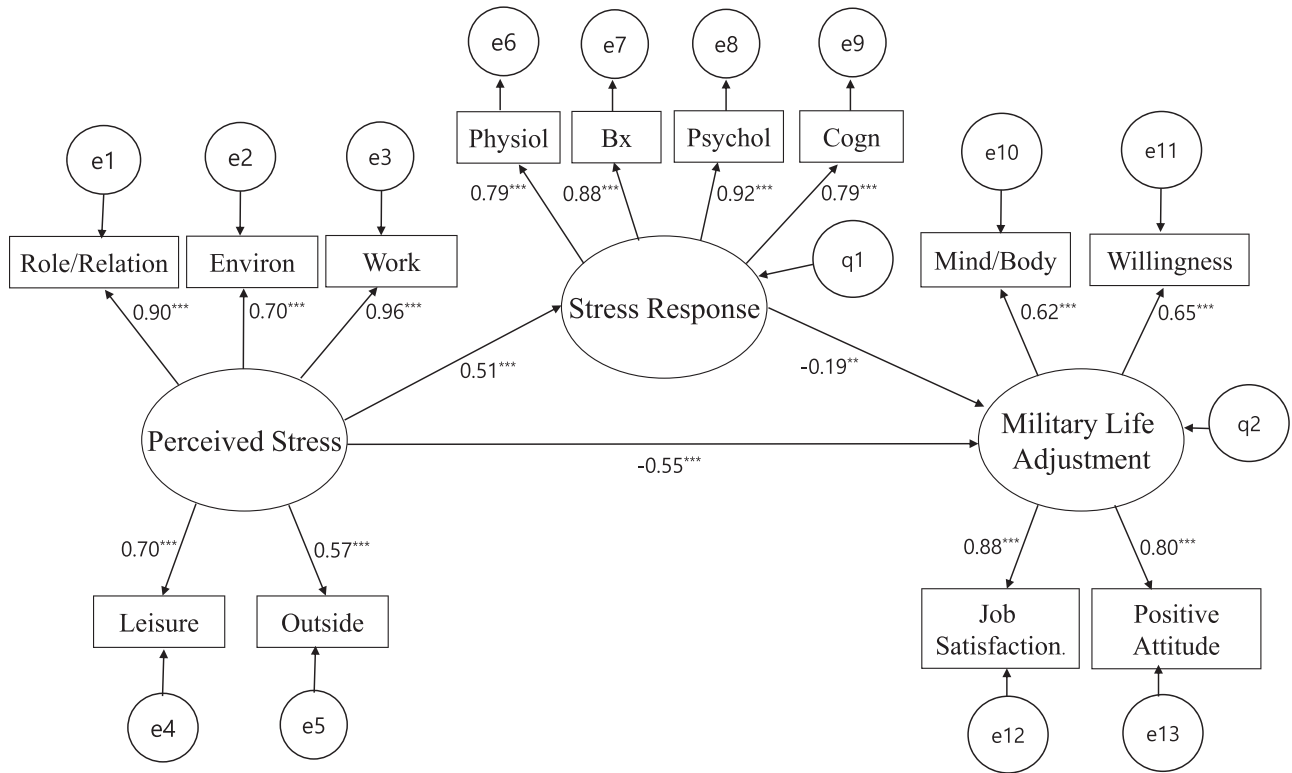 e6
e7
e8
e9
Physiol
Bx
Psychol
Cogn
e1
e2
e3
e10
e11
0.79***
0.88***
0.92***
0.79***
Role/Relation
Environ
Work
q1
Mind/Body
Willingness
Stress Response
0.90***
0.70***
0.96***
0.62***
0.65***
0.51***
-0.19**
Perceived Stress
Military Life
Adjustment
q2
-0.55***
0.70***
0.57***
0.88***
0.80***
Leisure
Outside
Job
Satisfaction.
Positive
Attitude
e4
e5
e12
e13